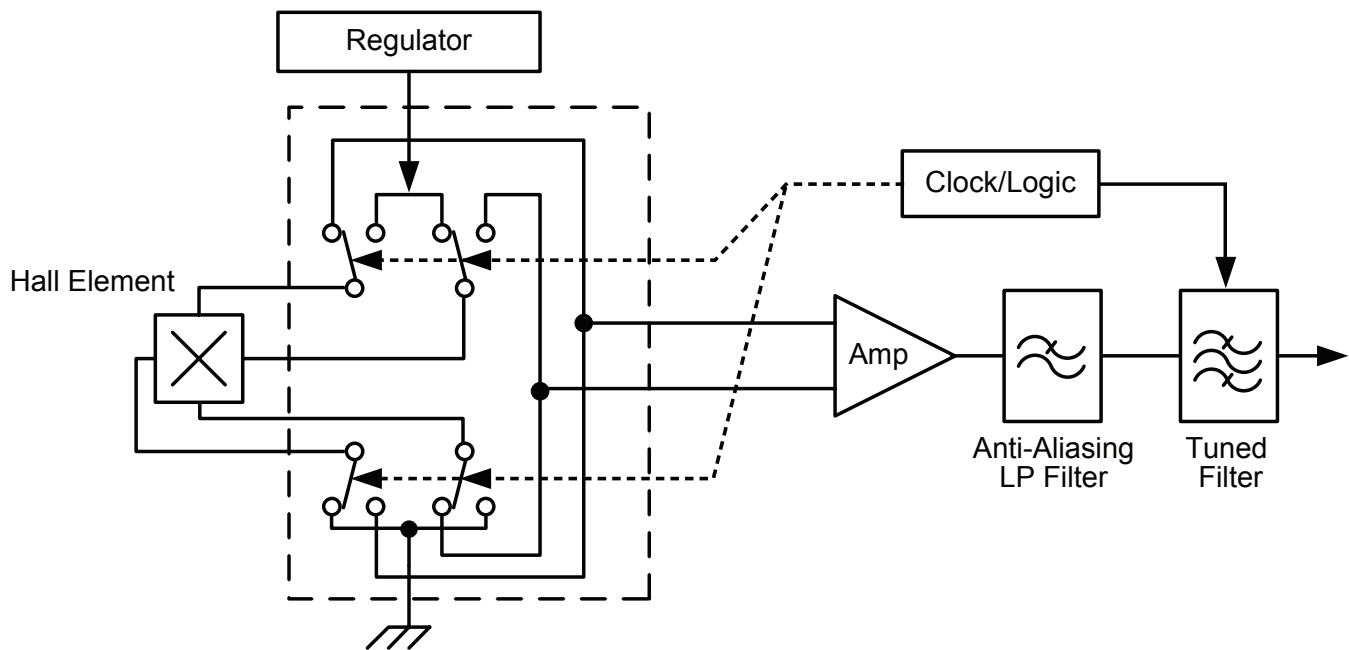 Regulator
Clock/Logic
Hall Element
Amp
Anti-Aliasing
LP Filter
Tuned
Filter